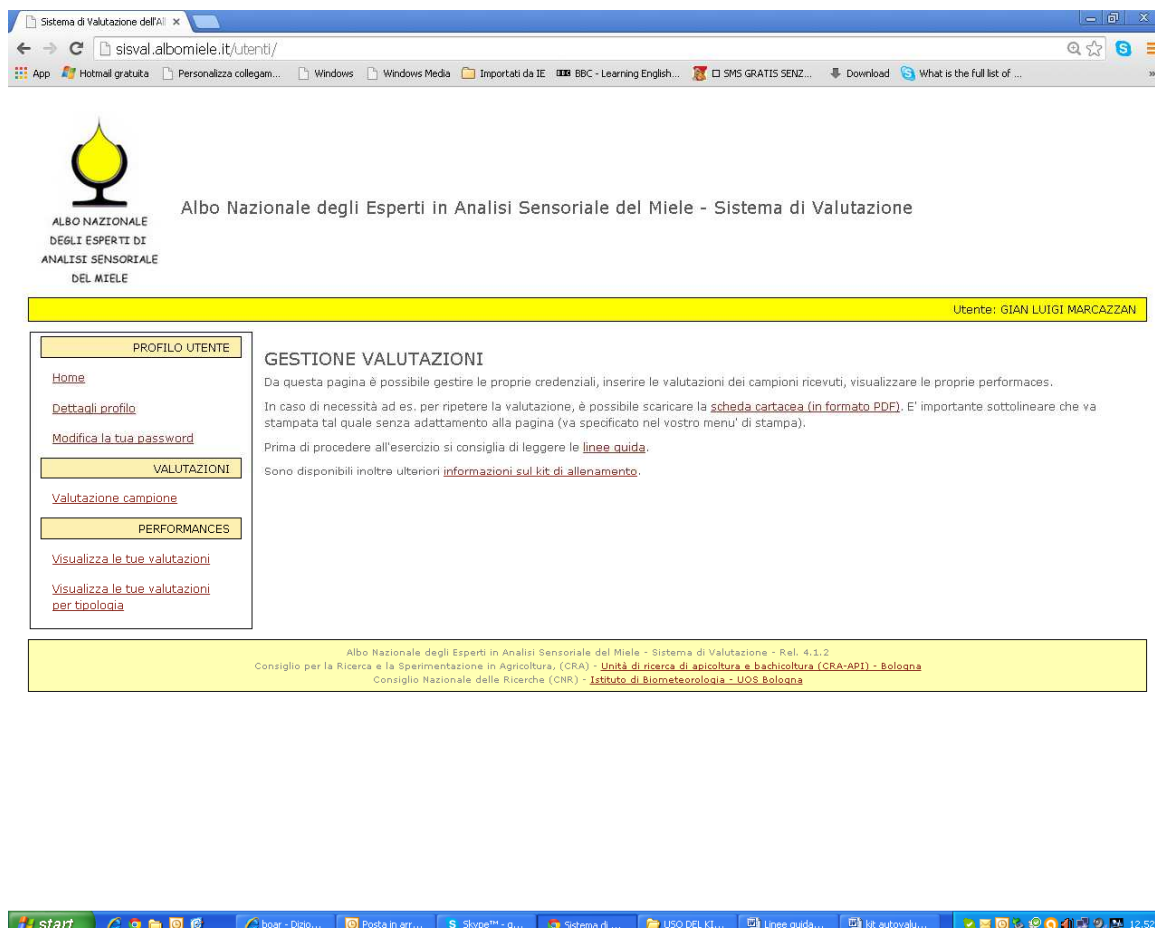 Sistema di Valutazione dell'Al
sisval.albomiele.it/utenti/
App Hotmail gratuita Personalizza collegam... Windows Windows Media Importati da IE BBC - Learning English... SMS GRATIS SENZ... Download What is the full list of ...
ALBO NAZIONALE
DEGLI ESPERTI DI
ANALISI SENSORIALE
DEL MIELE
Albo Nazionale degli Esperti in Analisi Sensoriale del Miele - Sistema di Valutazione
Utente: GIAN LUIGI MARCAZZAN
PROFILO UTENTE
Home
Dettagli profilo
Modifica la tua password
VALUTAZIONI
Valutazione campione
PERFORMANCES
Visualizza le tue valutazioni
Visualizza le tue valutazioni
per tipologia
GESTIONE VALUTAZIONI
Da questa pagina è possibile gestire le proprie credenziali, inserire le valutazioni dei campioni ricevuti, visualizzare le proprie performaces.
In caso di necessità ad es. per ripetere la valutazione, è possibile scaricare la scheda cartacea (in formato PDF). E' importante sottolineare che va
stampata tal quale senza adattamento alla pagina (va specificato nel vostro menu' di stampa).
Prima di procedere all'esercizio si consiglia di leggere le linee guida.
Sono disponibili inoltre ulteriori informazioni sul kit di allenamento.
Albo Nazionale degli Esperti in Analisi Sensoriale del Miele - Sistema di Valutazione - Rel. 4.1.2
Consiglio per la Ricerca e la Sperimentazione in Agricoltura, (CRA) - Unità di ricerca di apicoltura e bachicoltura (CRA-API) - Bologna
Consiglio Nazionale delle Ricerche (CNR) - Istituto di Biometeorologia - UOS Bologna
start boar - Dizio... Posta in arr... Skype™ - g... Sistema di ... USO DEL KI... Linee guida... kit autovalu... 12.52